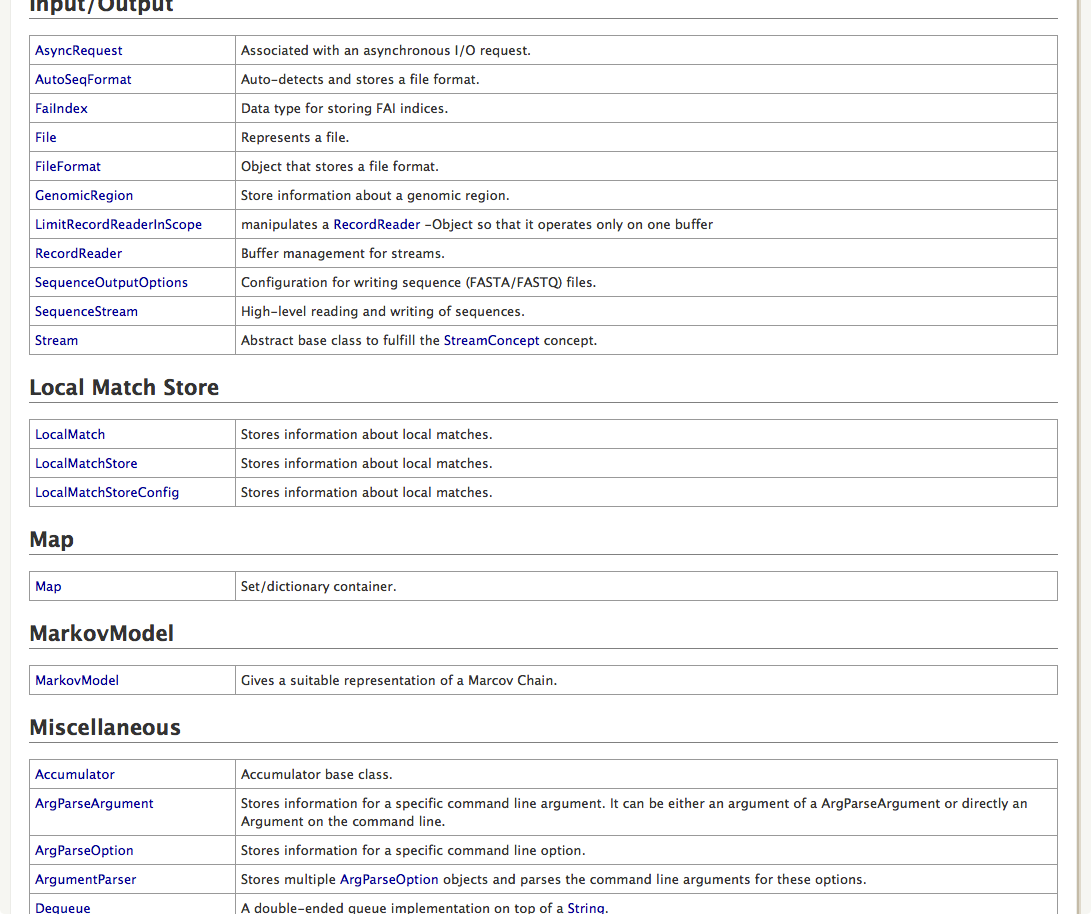 Input/Output
AsyncRequest Associated with an asynchronous I/O request.
AutoSeqFormat Auto-detects and stores a file format.
FaiIndex Data type for storing FAI indices.
File Represents a file.
FileFormat Object that stores a file format.
GenomicRegion Store information about a genomic region.
LimitRecordReaderInScope manipulates a RecordReader -Object so that it operates only on one buffer
RecordReader Buffer management for streams.
SequenceOutputOptions Configuration for writing sequence (FASTA/FASTQ) files.
SequenceStream High-level reading and writing of sequences.
Stream Abstract base class to fulfill the StreamConcept concept.
Local Match Store
LocalMatch Stores information about local matches.
LocalMatchStore Stores information about local matches.
LocalMatchStoreConfig Stores information about local matches.
Map
Map Set/dictionary container.
MarkovModel
MarkovModel Gives a suitable representation of a Marcov Chain.
Miscellaneous
Accumulator Accumulator base class.
ArgParseArgument Stores information for a specific command line argument. It can be either an argument of a ArgParseArgument or directly an
Argument on the command line.
ArgParseOption Stores information for a specific command line option.
ArgumentParser Stores multiple ArgParseOption objects and parses the command line arguments for these options.
Dequeue A double-ended queue implementation on top of a String.